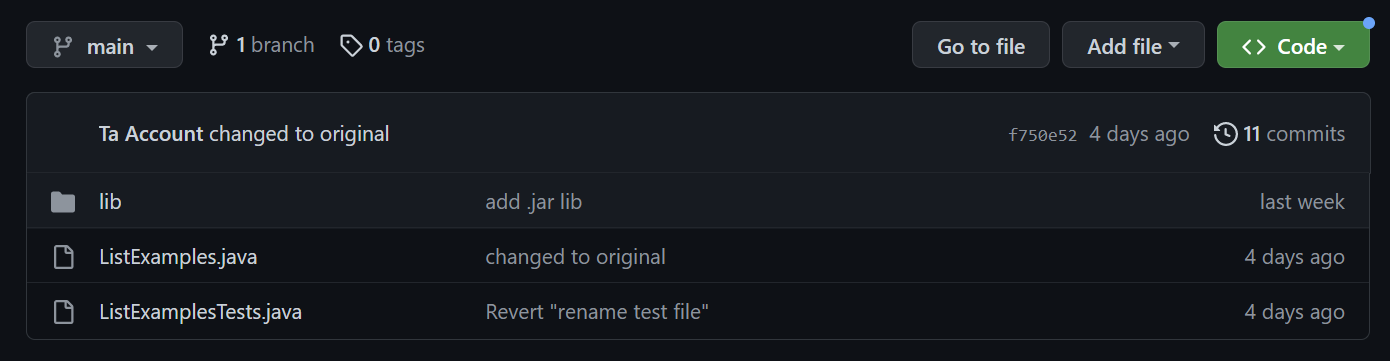 main 1 branch 0 tags Go to file Add file Code
Ta Account changed to original f750e52 4 days ago 11 commits
lib add .jar lib last week
ListExamples.java changed to original 4 days ago
ListExamplesTests.java Revert "rename test file" 4 days ago